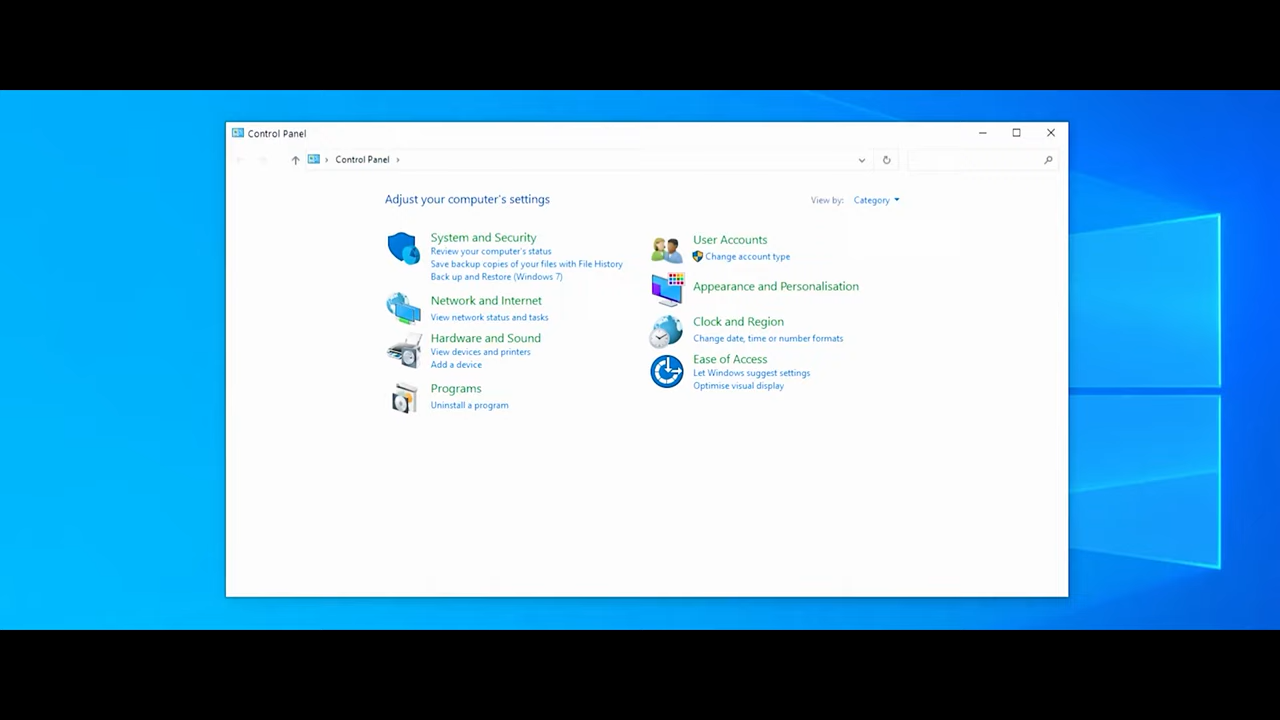 Control Panel
Control Panel
Adjust your computer's settings
View by: Category
System and Security
Review your computer's status
Save backup copies of your files with File History
Back up and Restore (Windows 7)
Network and Internet
View network status and tasks
Hardware and Sound
View devices and printers
Add a device
Programs
Uninstall a program
User Accounts
Change account type
Appearance and Personalisation
Clock and Region
Change date, time or number formats
Ease of Access
Let Windows suggest settings
Optimise visual display